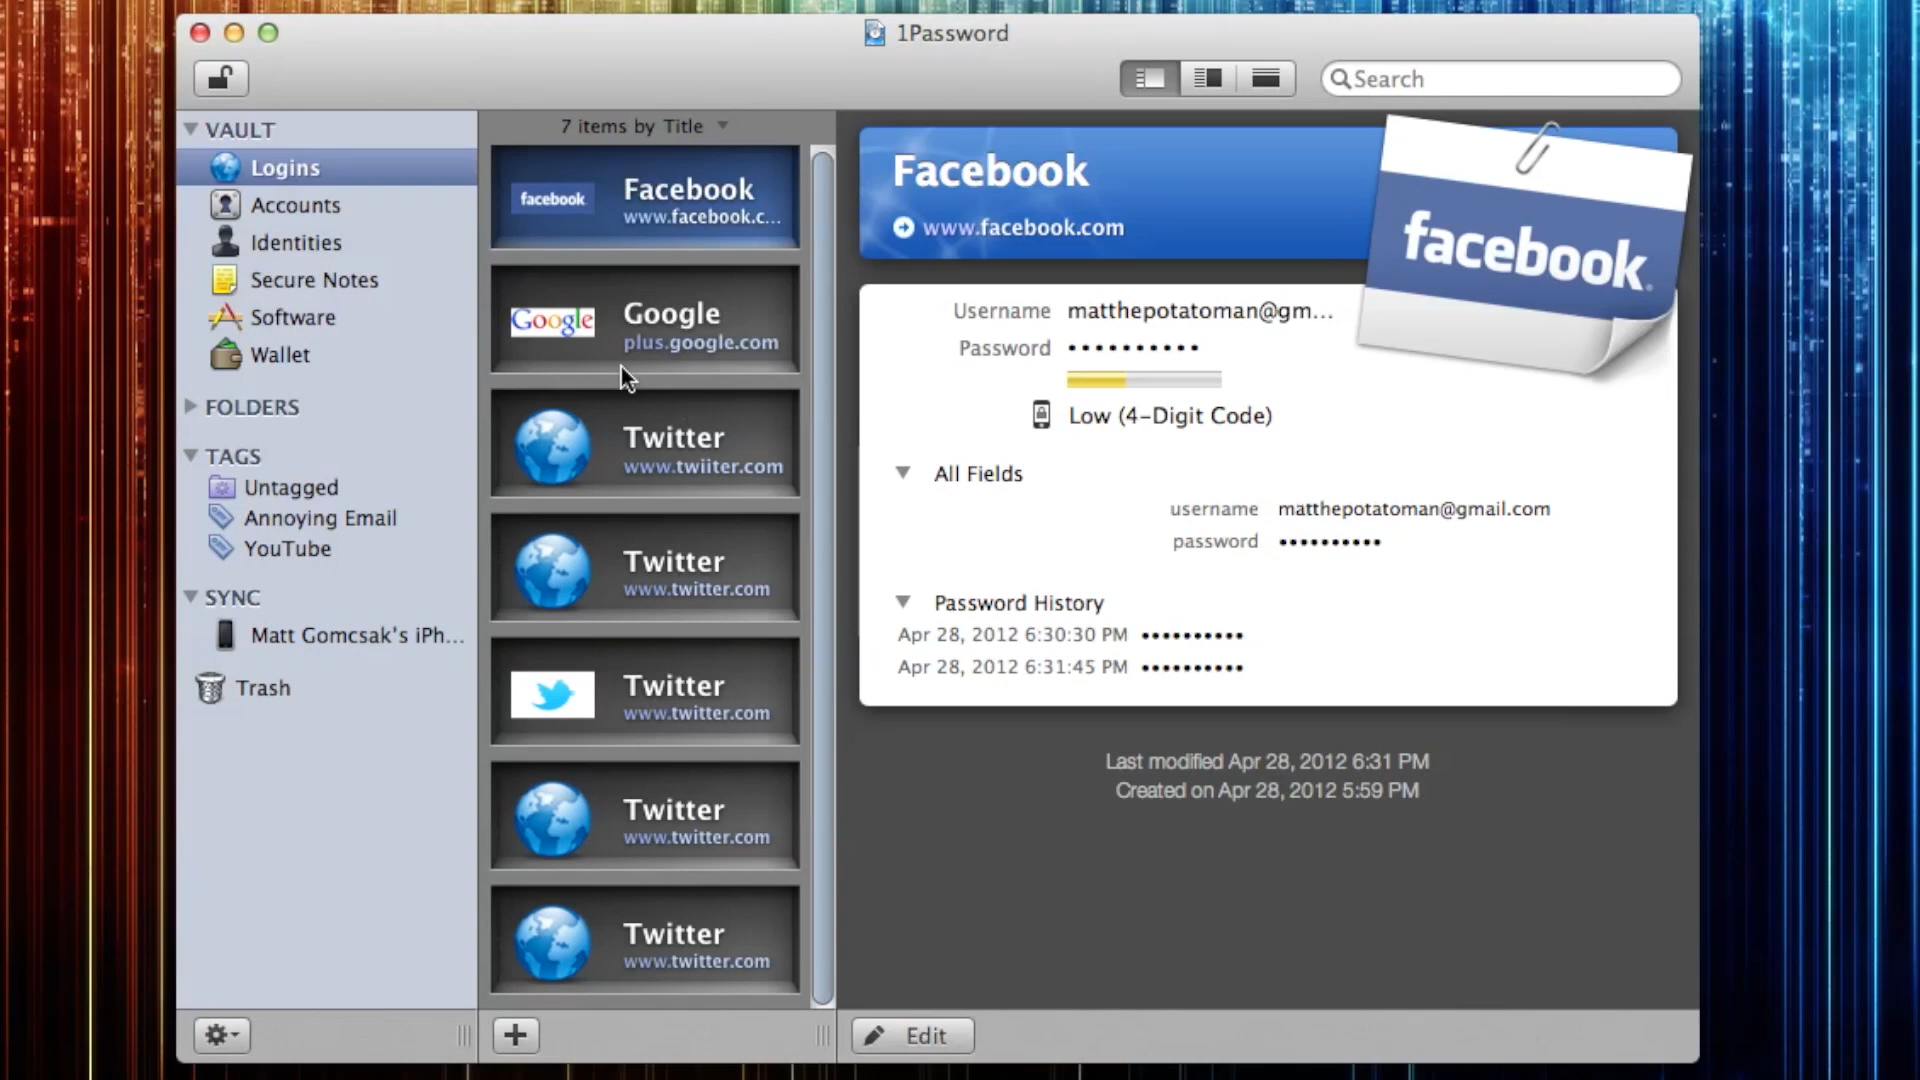 1Password
Search
VAULT
Logins
Accounts
Identities
Secure Notes
Software
Wallet
FOLDERS
TAGS
Untagged
Annoying Email
YouTube
SYNC
Matt Gomcsak's iPh...
Trash
7 items by Title
facebook
Facebook
www.facebook.c...
Google
Google
plus.google.com
Twitter
www.twiiter.com
Twitter
www.twitter.com
Twitter
www.twitter.com
Twitter
www.twitter.com
Twitter
www.twitter.com
Facebook
www.facebook.com
facebook.
Username matthepotatoman@gm...
Password ••••••••••
Low (4-Digit Code)
All Fields
username matthepotatoman@gmail.com
password ••••••••••
Password History
Apr 28, 2012 6:30:30 PM ••••••••••
Apr 28, 2012 6:31:45 PM ••••••••••
Last modified Apr 28, 2012 6:31 PM
Created on Apr 28, 2012 5:59 PM
Edit